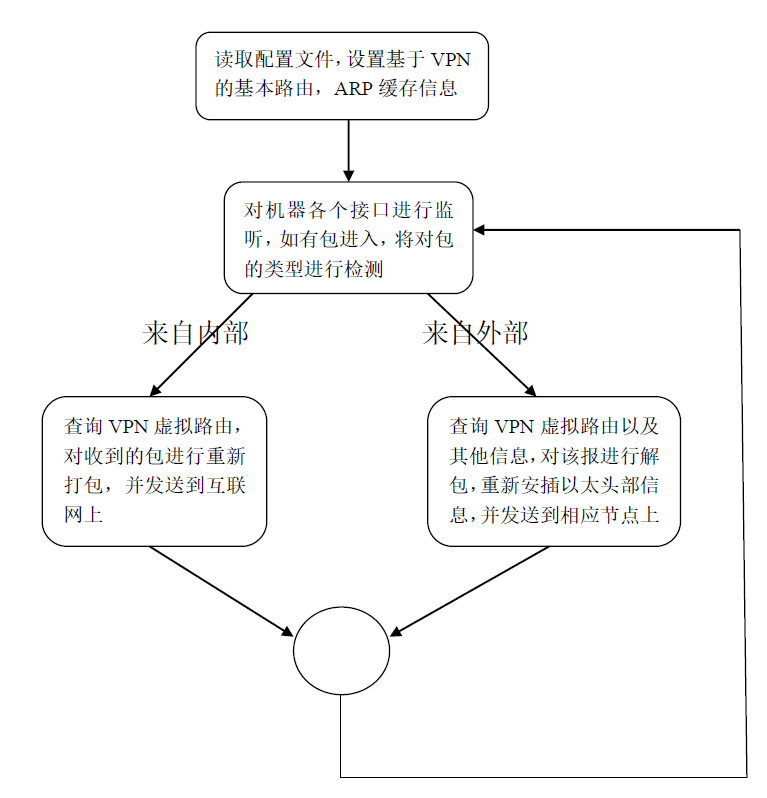 读取配置文件，设置基于 VPN
的基本路由，ARP 缓存信息
对机器各个接口进行监
听，如有包进入，将对包
的类型进行检测
来自内部
来自外部
查询 VPN 虚拟路由，
对收到的包进行重新
打包，并发送到互联
网上
查询 VPN 虚拟路由以及
其他信息，对该报进行解
包，重新安插以太头部信
息，并发送到相应节点上